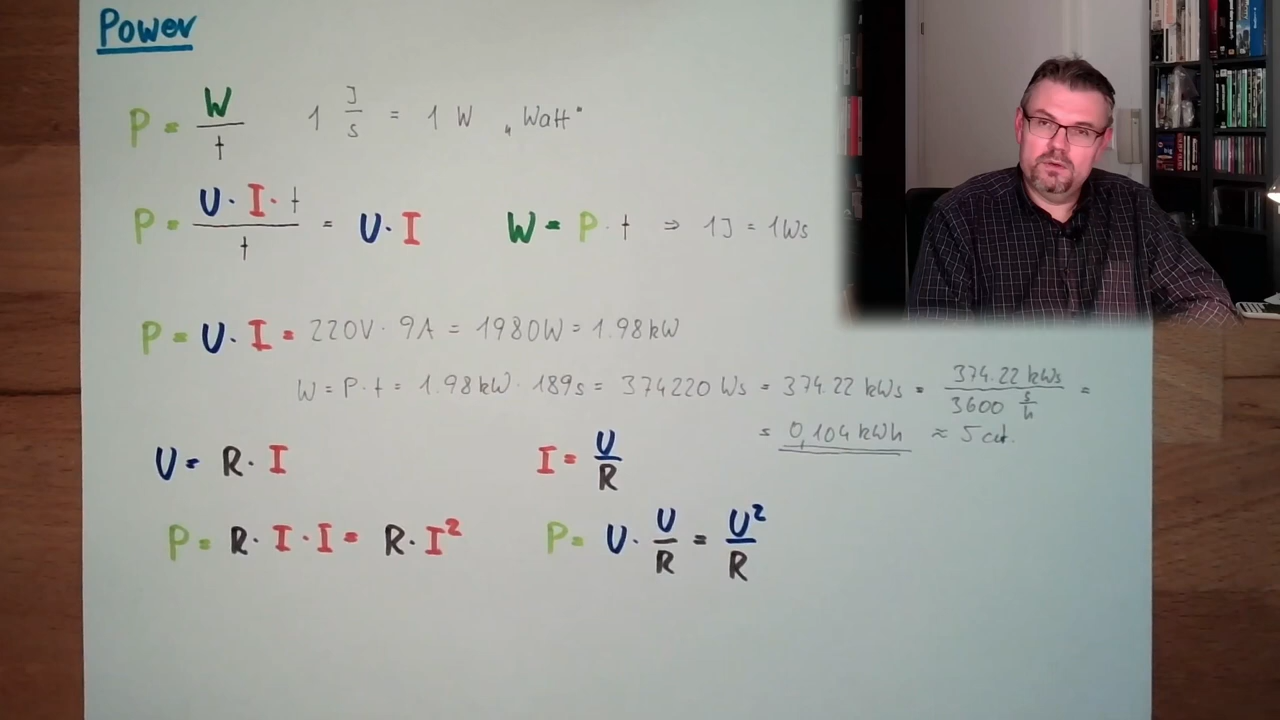 Power
P = W/t 1 J/s = 1 W „Watt“
P = U · I · t / t = U · I W = P · t ⇒ 1J = 1Ws
P = U · I = 220V · 9A = 1980W = 1.98kW
W = P · t = 1.98kW · 189s = 374220 Ws = 374.22 kWs = 374.22 kWs / 3600 s/h =
= 0,104 kWh ≈ 5 ct.
U = R · I I = U/R
P = R · I · I = R · I² P = U · U/R = U²/R